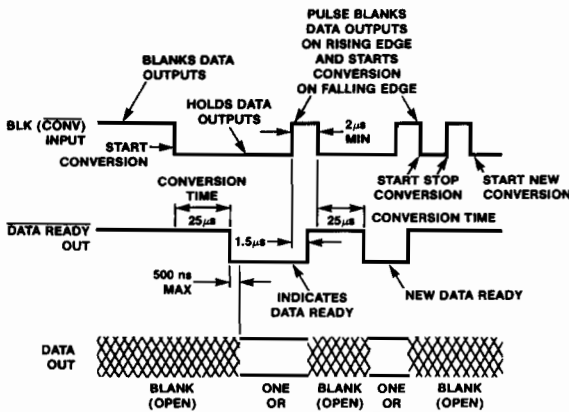 PULSE BLANKS
DATA OUTPUTS
ON RISING EDGE
AND STARTS
CONVERSION
ON FALLING EDGE
BLANKS DATA
OUTPUTS
HOLDS DATA
OUTPUTS
2μs
MIN
BLK (CONV)
INPUT
START
CONVERSION
START STOP
CONVERSION
START NEW
CONVERSION
CONVERSION
TIME
CONVERSION TIME
25μs
25μs
DATA READY
OUT
1.5μs
500 ns
MAX
INDICATES
DATA READY
NEW DATA READY
DATA
OUT
BLANK
(OPEN)
ONE
OR
BLANK
(OPEN)
ONE
OR
BLANK
(OPEN)